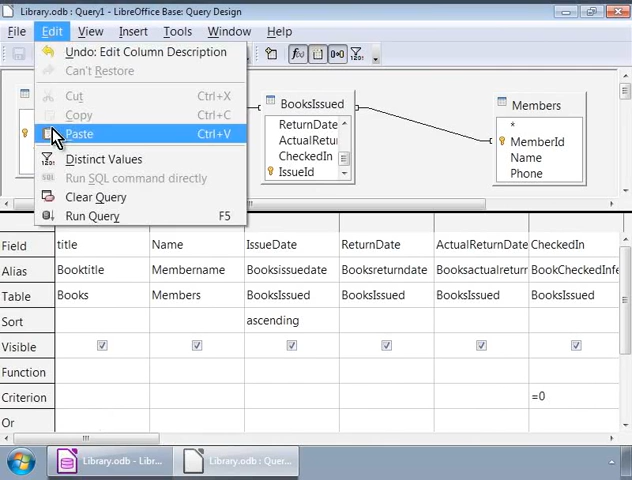 Library.odb : Query1 - LibreOffice Base: Query Design
File Edit View Insert Tools Window Help
Undo: Edit Column Description
Can't Restore
Cut Ctrl+X
Copy Ctrl+C
Paste Ctrl+V
Distinct Values
Run SQL command directly
Clear Query
Run Query F5
BooksIssued
ReturnDate
ActualRetur
CheckedIn
IssueId
Members
*
MemberId
Name
Phone
Field title Name IssueDate ReturnDate ActualReturnDate CheckedIn
Alias Booktitle Membername Booksissuedate Booksreturndate Booksactualreturn BookCheckedInfe
Table Books Members BooksIssued BooksIssued BooksIssued BooksIssued
Sort ascending
Visible
Function
Criterion =0
Or
Library.odb - Libr... Library.odb : Quer...